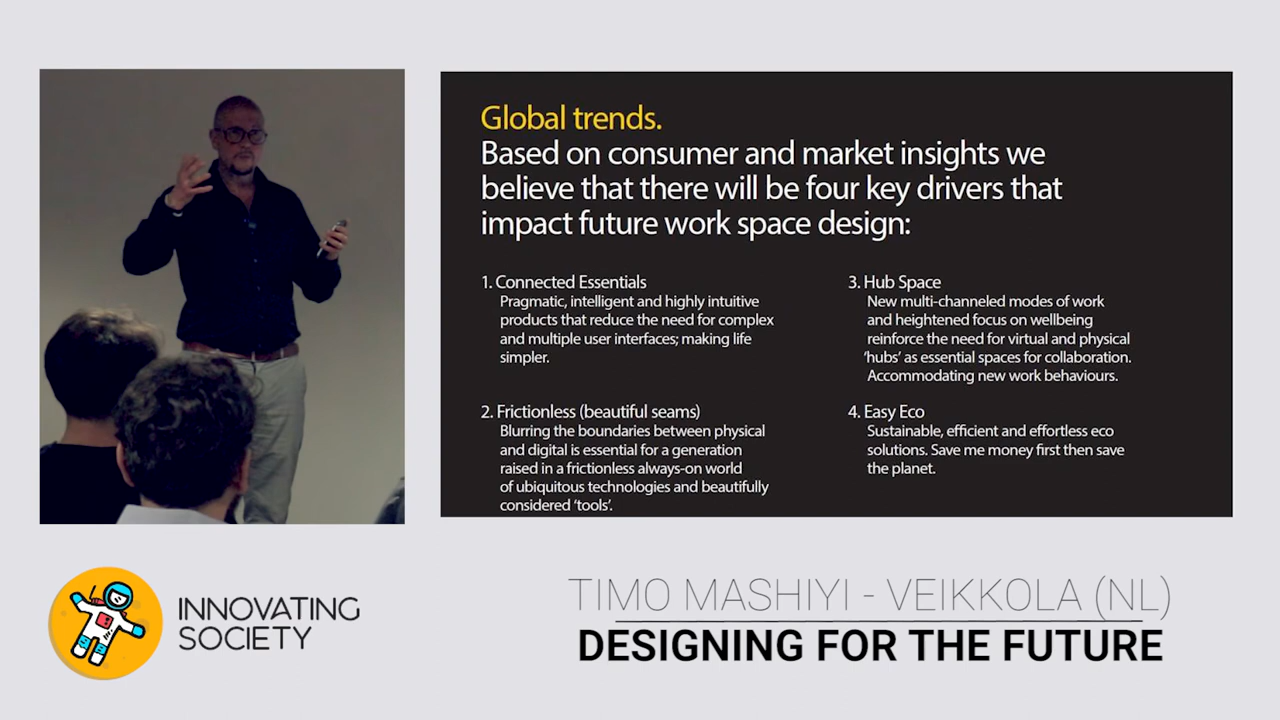 Global trends.
Based on consumer and market insights we
believe that there will be four key drivers that
impact future work space design:
1. Connected Essentials
Pragmatic, intelligent and highly intuitive
products that reduce the need for complex
and multiple user interfaces; making life
simpler.
2. Frictionless (beautiful seams)
Blurring the boundaries between physical
and digital is essential for a generation
raised in a frictionless always-on world
of ubiquitous technologies and beautifully
considered ‘tools’.
3. Hub Space
New multi-channeled modes of work
and heightened focus on wellbeing
reinforce the need for virtual and physical
‘hubs’ as essential spaces for collaboration.
Accommodating new work behaviours.
4. Easy Eco
Sustainable, efficient and effortless eco
solutions. Save me money first then save
the planet.
INNOVATING
SOCIETY
TIMO MASHIYI - VEIKKOLA (NL)
DESIGNING FOR THE FUTURE